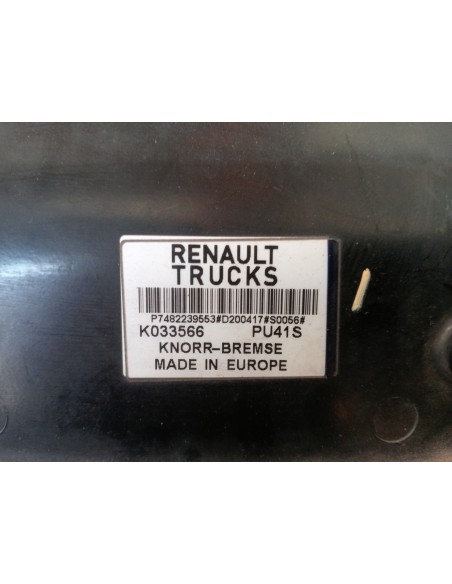 RENAULT
TRUCKS
P7482239553#D200417#S0056#
K033566 PU41S
KNORR-BREMSE
MADE IN EUROPE